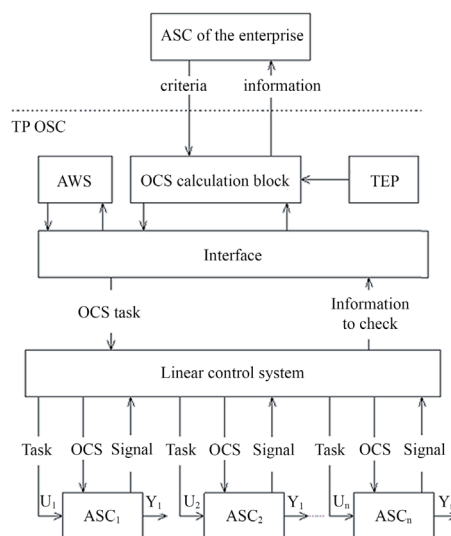 ASC of the enterprise
criteria information
TP OSC
AWS OCS calculation block TEP
Interface
OCS task Information to check
Linear control system
Task OCS Signal Task OCS Signal Task OCS Signal
U1 ASC1 Y1 U2 ASC2 Y1 Un ASCn